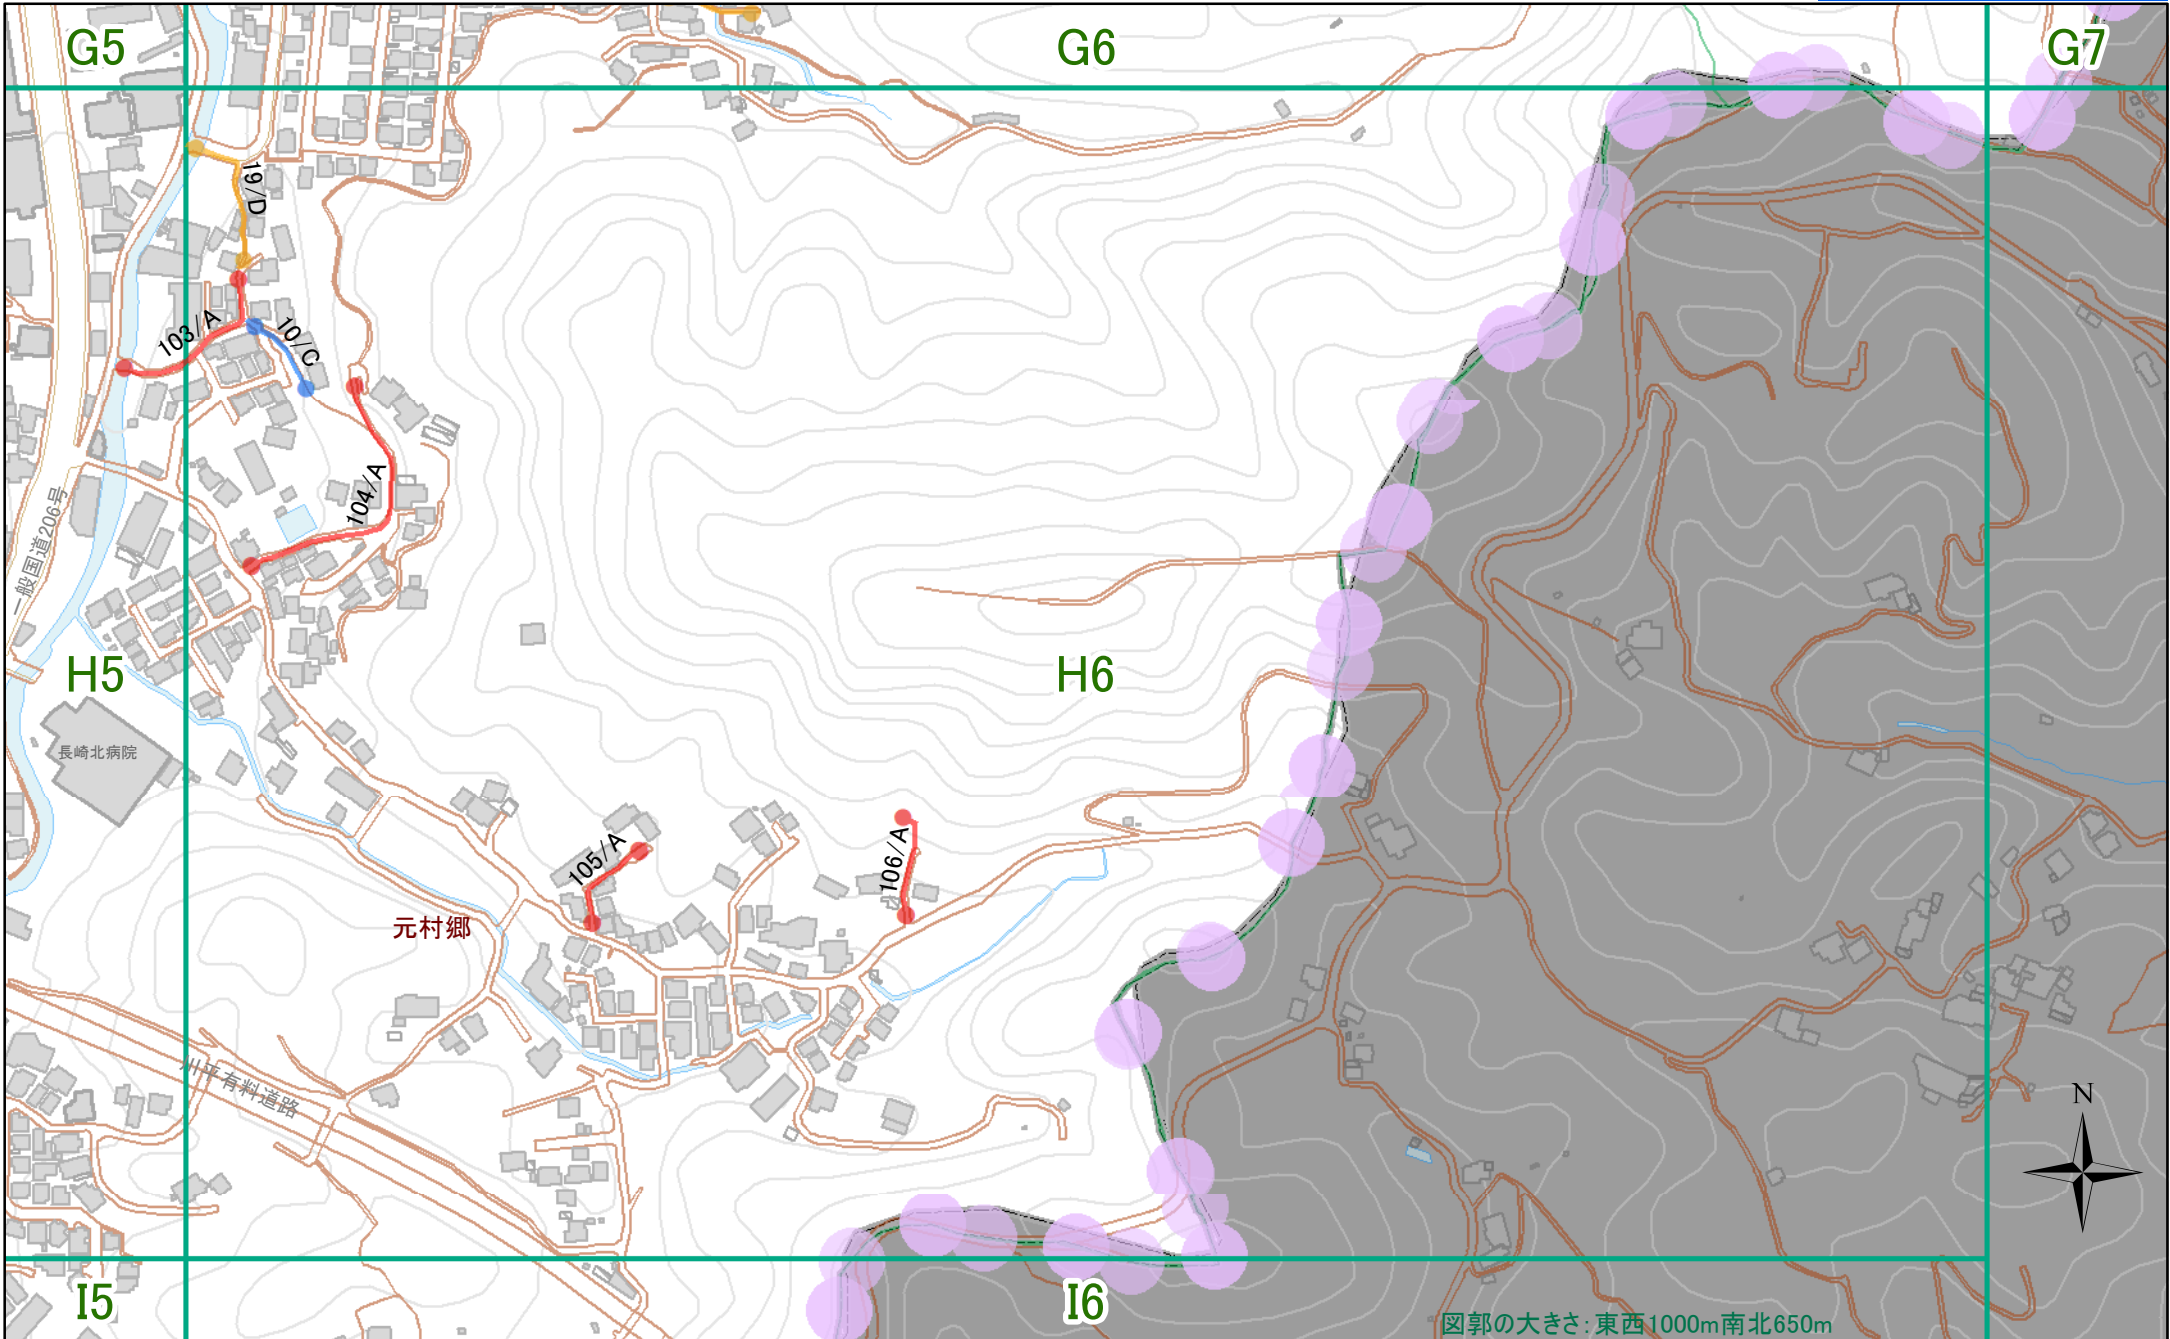 G5
G6
G7
19/D
103/A
10/C
104/A
一般国道206号
H5
H6
長崎北病院
105/A
106/A
元村郷
川平有料道路
N
I5
I6
図郭の大きさ:東西1000m南北650m